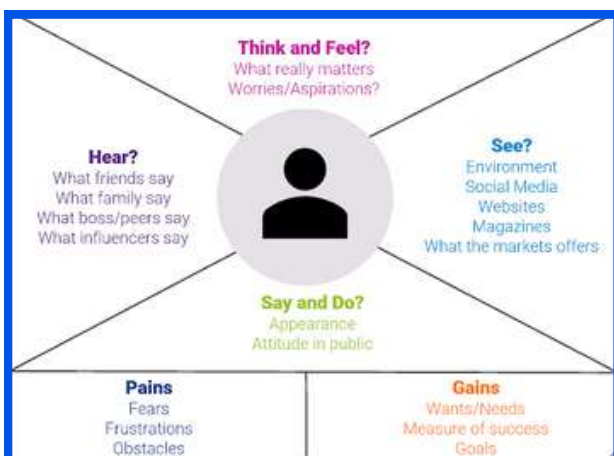 Think and Feel?
What really matters
Worries/Aspirations?
Hear?
What friends say
What family say
What boss/peers say
What influencers say
See?
Environment
Social Media
Websites
Magazines
What the markets offers
Say and Do?
Appearance
Attitude in public
Pains
Fears
Frustrations
Obstacles
Gains
Wants/Needs
Measure of success
Goals